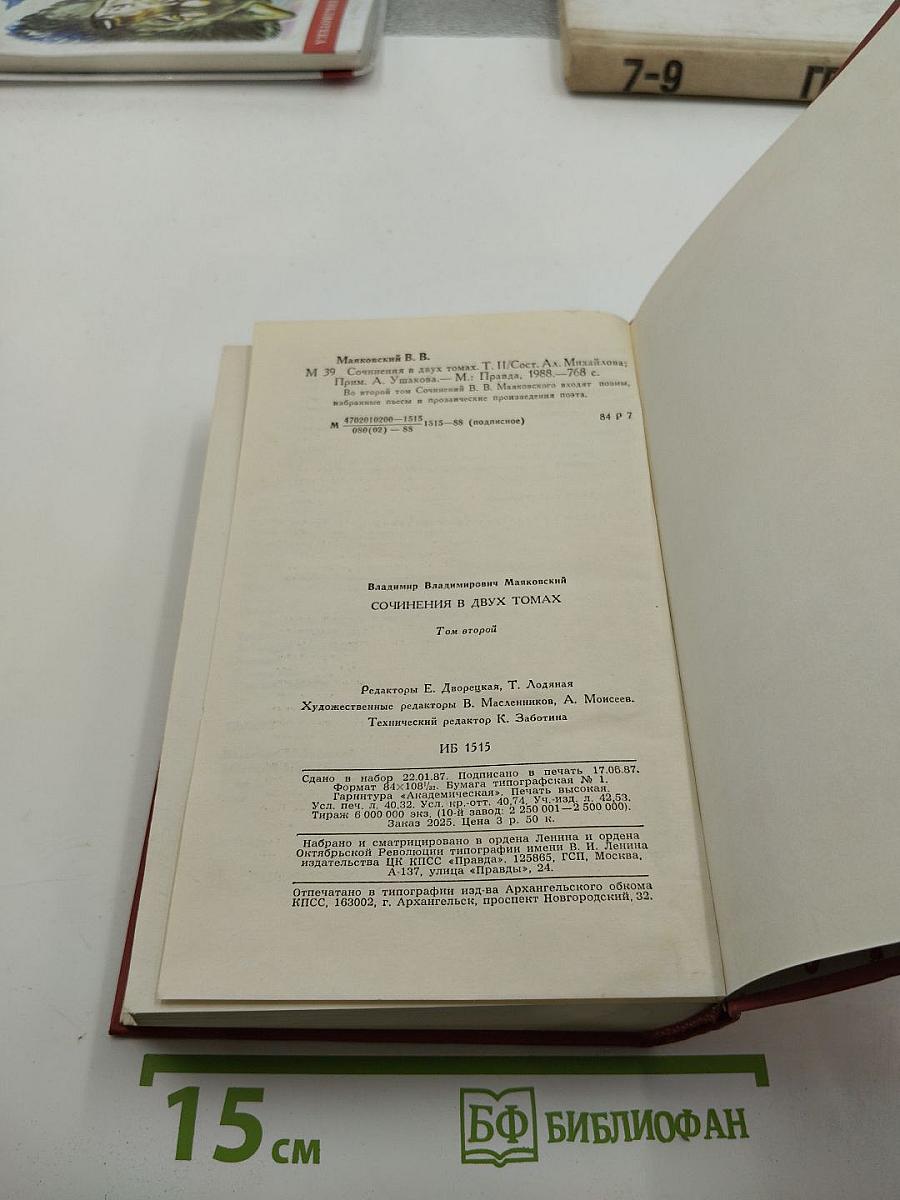 БИБЛИОТЕКА
7-9
Маяковский В. В.
М 39 Сочинения в двух томах. Т. II/Сост. Ал. Михайлова;
Прим. А. Ушакова.— М.: Правда, 1988.—768 с.
Во второй том Сочинений В. В. Маяковского входят поэмы,
избранные пьесы и прозаические произведения поэта.
М 4702010200—1515 1515—88 (подписное) 84 Р 7
080(02) — 88
Владимир Владимирович Маяковский
СОЧИНЕНИЯ В ДВУХ ТОМАХ
Том второй
Редакторы Е. Дворецкая, Т. Лодяная
Художественные редакторы В. Масленников, А. Моисеев.
Технический редактор К. Заботина
ИБ 1515
Сдано в набор 22.01.87. Подписано в печать 17.06.87.
Формат 84×108¹/₃₂. Бумага типографская № 1.
Гарнитура «Академическая». Печать высокая.
Усл. печ. л. 40,32. Усл. кр.-отт. 40,74. Уч.-изд. л. 42,53.
Тираж 6 000 000 экз. (10-й завод: 2 250 001—2 500 000).
Заказ 2025. Цена 3 р. 50 к.
Набрано и сматрицировано в ордена Ленина и ордена
Октябрьской Революции типографии имени В. И. Ленина
издательства ЦК КПСС «Правда». 125865, ГСП, Москва,
А-137, улица «Правды», 24.
Отпечатано в типографии изд-ва Архангельского обкома
КПСС, 163002, г. Архангельск, проспект Новгородский, 32.
15 см
БФ БИБЛИОФАН